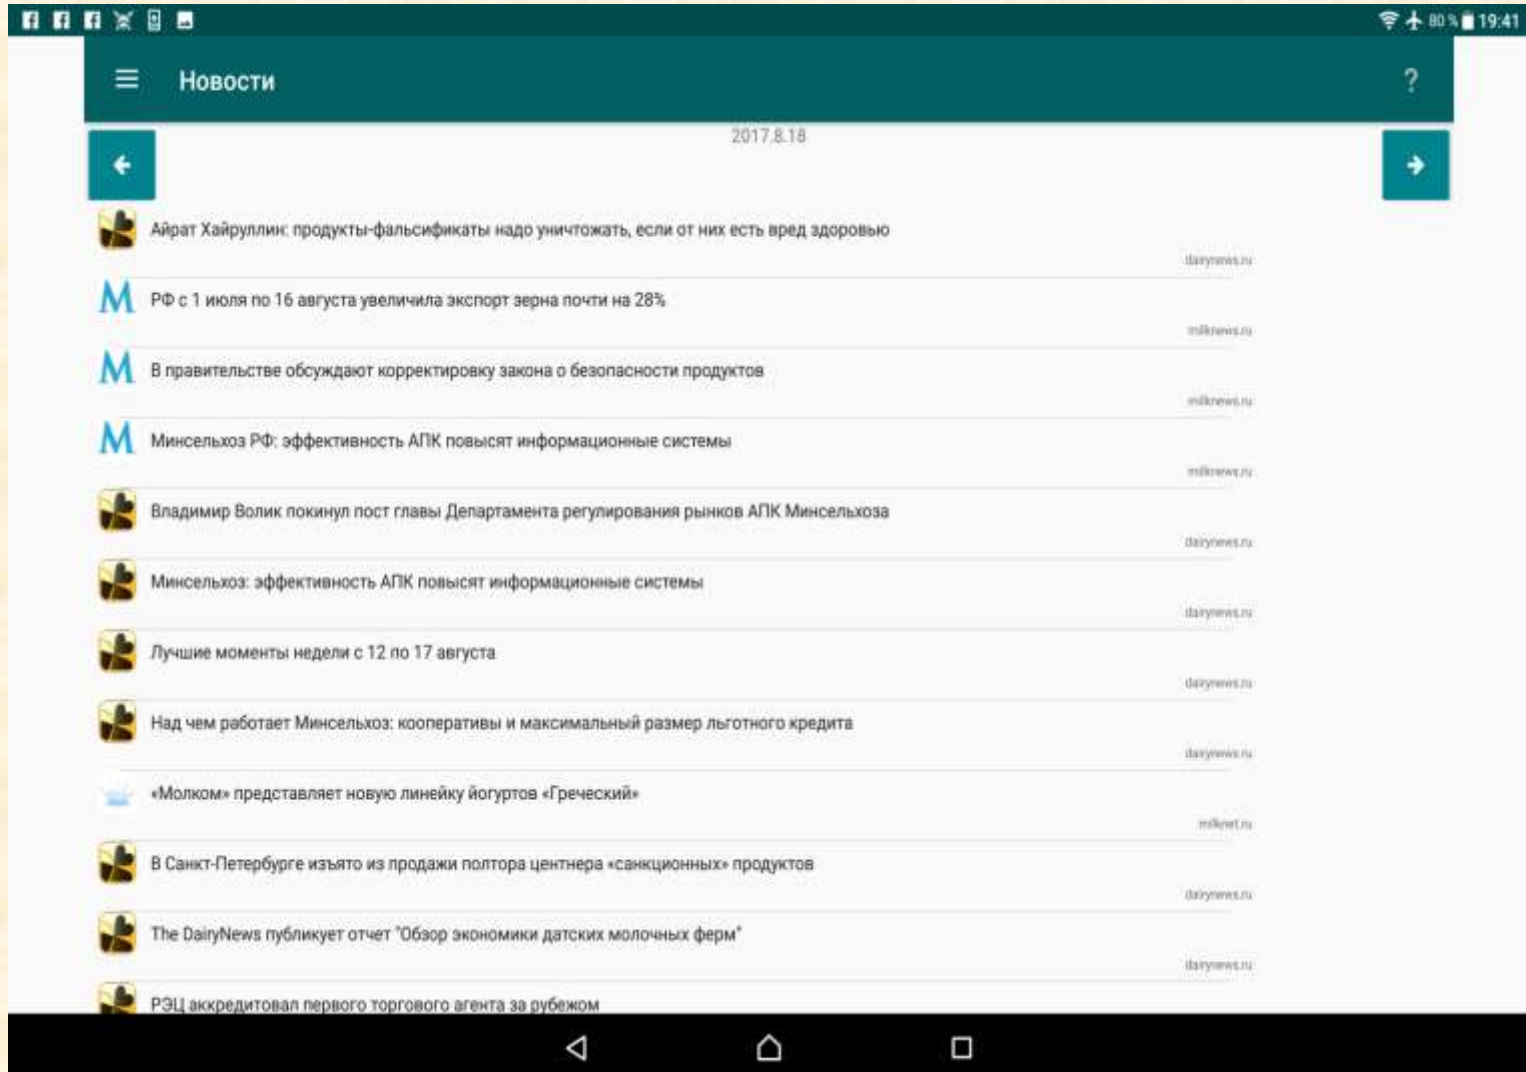 80 % 19:41
Новости ?
2017.8.18
Айрат Хайруллин: продукты-фальсификаты надо уничтожать, если от них есть вред здоровью
dairynews.ru
РФ с 1 июля по 16 августа увеличила экспорт зерна почти на 28%
milknews.ru
В правительстве обсуждают корректировку закона о безопасности продуктов
milknews.ru
Минсельхоз РФ: эффективность АПК повысят информационные системы
milknews.ru
Владимир Волик покинул пост главы Департамента регулирования рынков АПК Минсельхоза
dairynews.ru
Минсельхоз: эффективность АПК повысят информационные системы
dairynews.ru
Лучшие моменты недели с 12 по 17 августа
dairynews.ru
Над чем работает Минсельхоз: кооперативы и максимальный размер льготного кредита
dairynews.ru
«Молком» представляет новую линейку йогуртов «Греческий»
milknet.ru
В Санкт-Петербурге изъято из продажи полтора центнера «санкционных» продуктов
dairynews.ru
The DairyNews публикует отчет "Обзор экономики датских молочных ферм"
dairynews.ru
РЭЦ аккредитовал первого торгового агента за рубежом